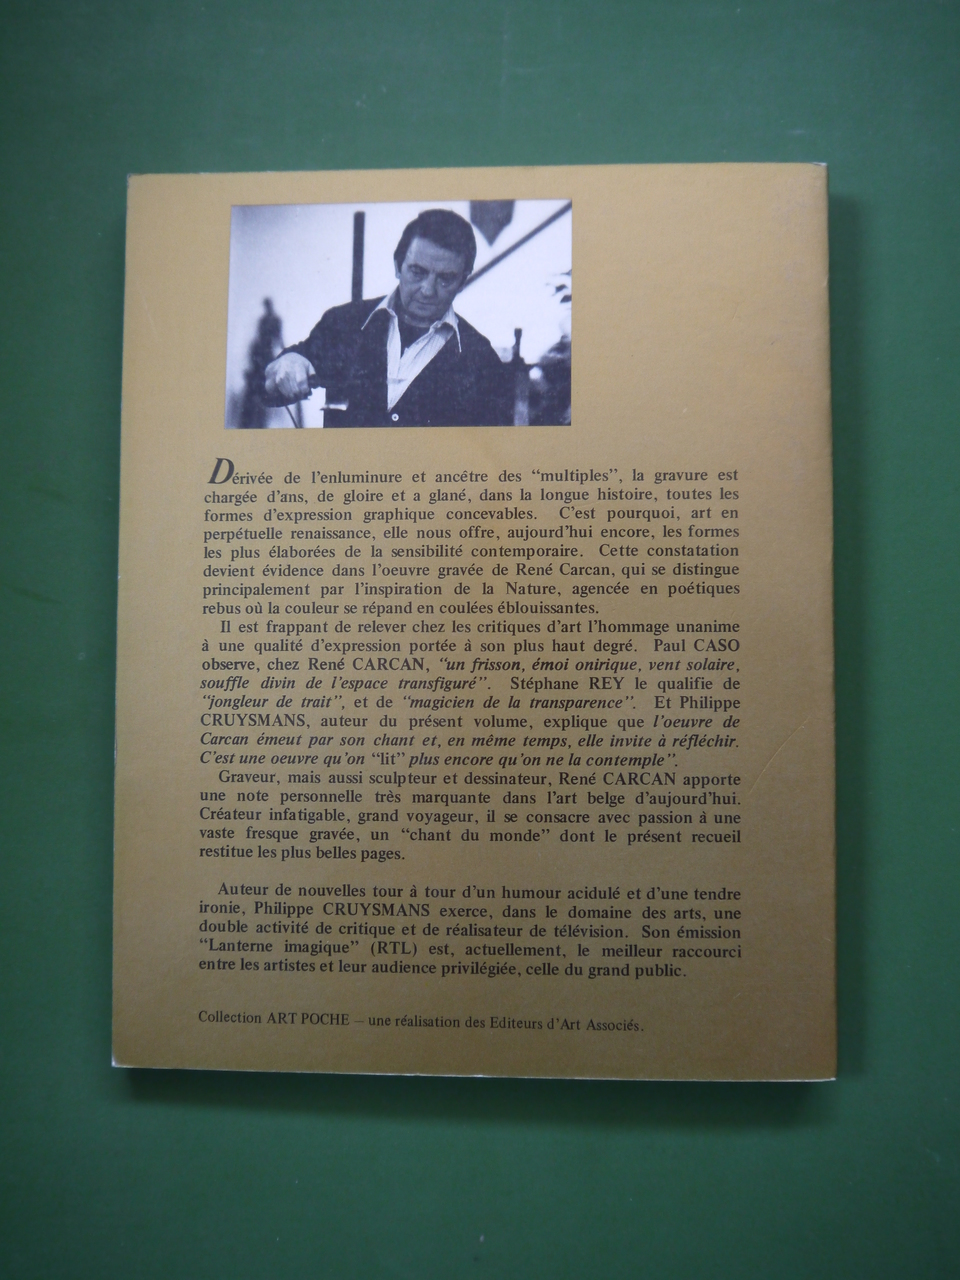 Dérivée de l'enluminure et ancêtre des “multiples”, la gravure est
chargée d'ans, de gloire et a glané, dans la longue histoire, toutes les
formes d'expression graphique concevables. C'est pourquoi, art en
perpétuelle renaissance, elle nous offre, aujourd'hui encore, les formes
les plus élaborées de la sensibilité contemporaine. Cette constatation
devient évidence dans l'oeuvre gravée de René Carcan, qui se distingue
principalement par l'inspiration de la Nature, agencée en poétiques
rebus où la couleur se répand en coulées éblouissantes.
Il est frappant de relever chez les critiques d'art l'hommage unanime
à une qualité d'expression portée à son plus haut degré. Paul CASO
observe, chez René CARCAN, “un frisson, émoi onirique, vent solaire,
souffle divin de l'espace transfiguré”. Stéphane REY le qualifie de
“jongleur de trait”, et de “magicien de la transparence”. Et Philippe
CRUYSMANS, auteur du présent volume, explique que l'oeuvre de
Carcan émeut par son chant et, en même temps, elle invite à réfléchir.
C'est une oeuvre qu'on “lit” plus encore qu'on ne la contemple”.
Graveur, mais aussi sculpteur et dessinateur, René CARCAN apporte
une note personnelle très marquante dans l'art belge d'aujourd'hui.
Créateur infatigable, grand voyageur, il se consacre avec passion à une
vaste fresque gravée, un “chant du monde” dont le présent recueil
restitue les plus belles pages.
Auteur de nouvelles tour à tour d'un humour acidulé et d'une tendre
ironie, Philippe CRUYSMANS exerce, dans le domaine des arts, une
double activité de critique et de réalisateur de télévision. Son émission
“Lanterne imagique” (RTL) est, actuellement, le meilleur raccourci
entre les artistes et leur audience privilégiée, celle du grand public.
Collection ART POCHE – une réalisation des Editeurs d'Art Associés.